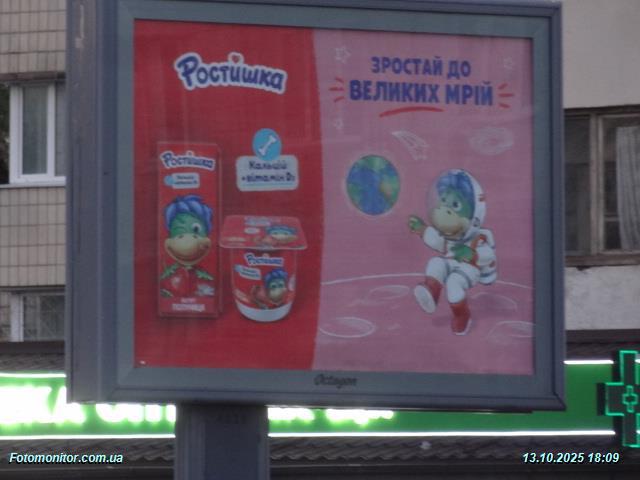 Ростишка
ЗРОСТАЙ ДО
ВЕЛИКИХ МРІЙ
Ростишка
Кальцій
+вітамін D3
Ростишка
Ростишка
Octagon
Fotomonitor.com.ua
13.10.2025 18:09